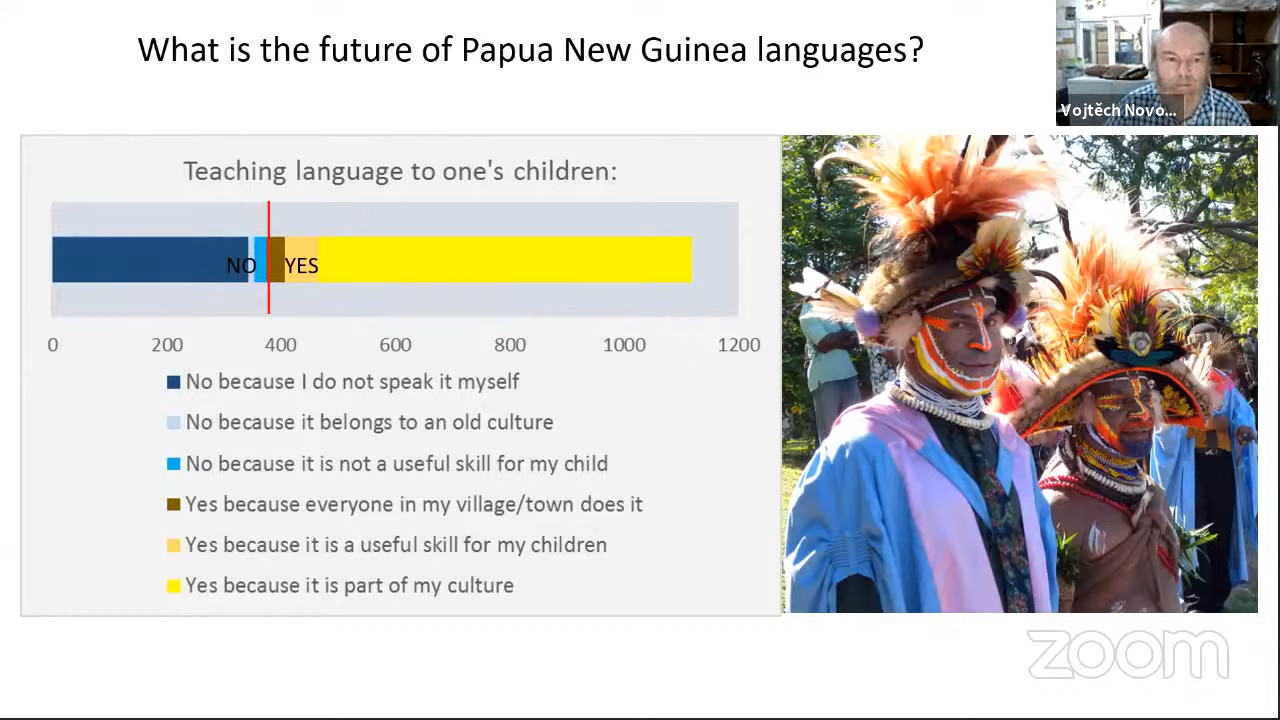 What is the future of Papua New Guinea languages?
Vojtěch Novo...
Teaching language to one's children:
NO YES
0 200 400 600 800 1000 1200
No because I do not speak it myself
No because it belongs to an old culture
No because it is not a useful skill for my child
Yes because everyone in my village/town does it
Yes because it is a useful skill for my children
Yes because it is part of my culture
zoom